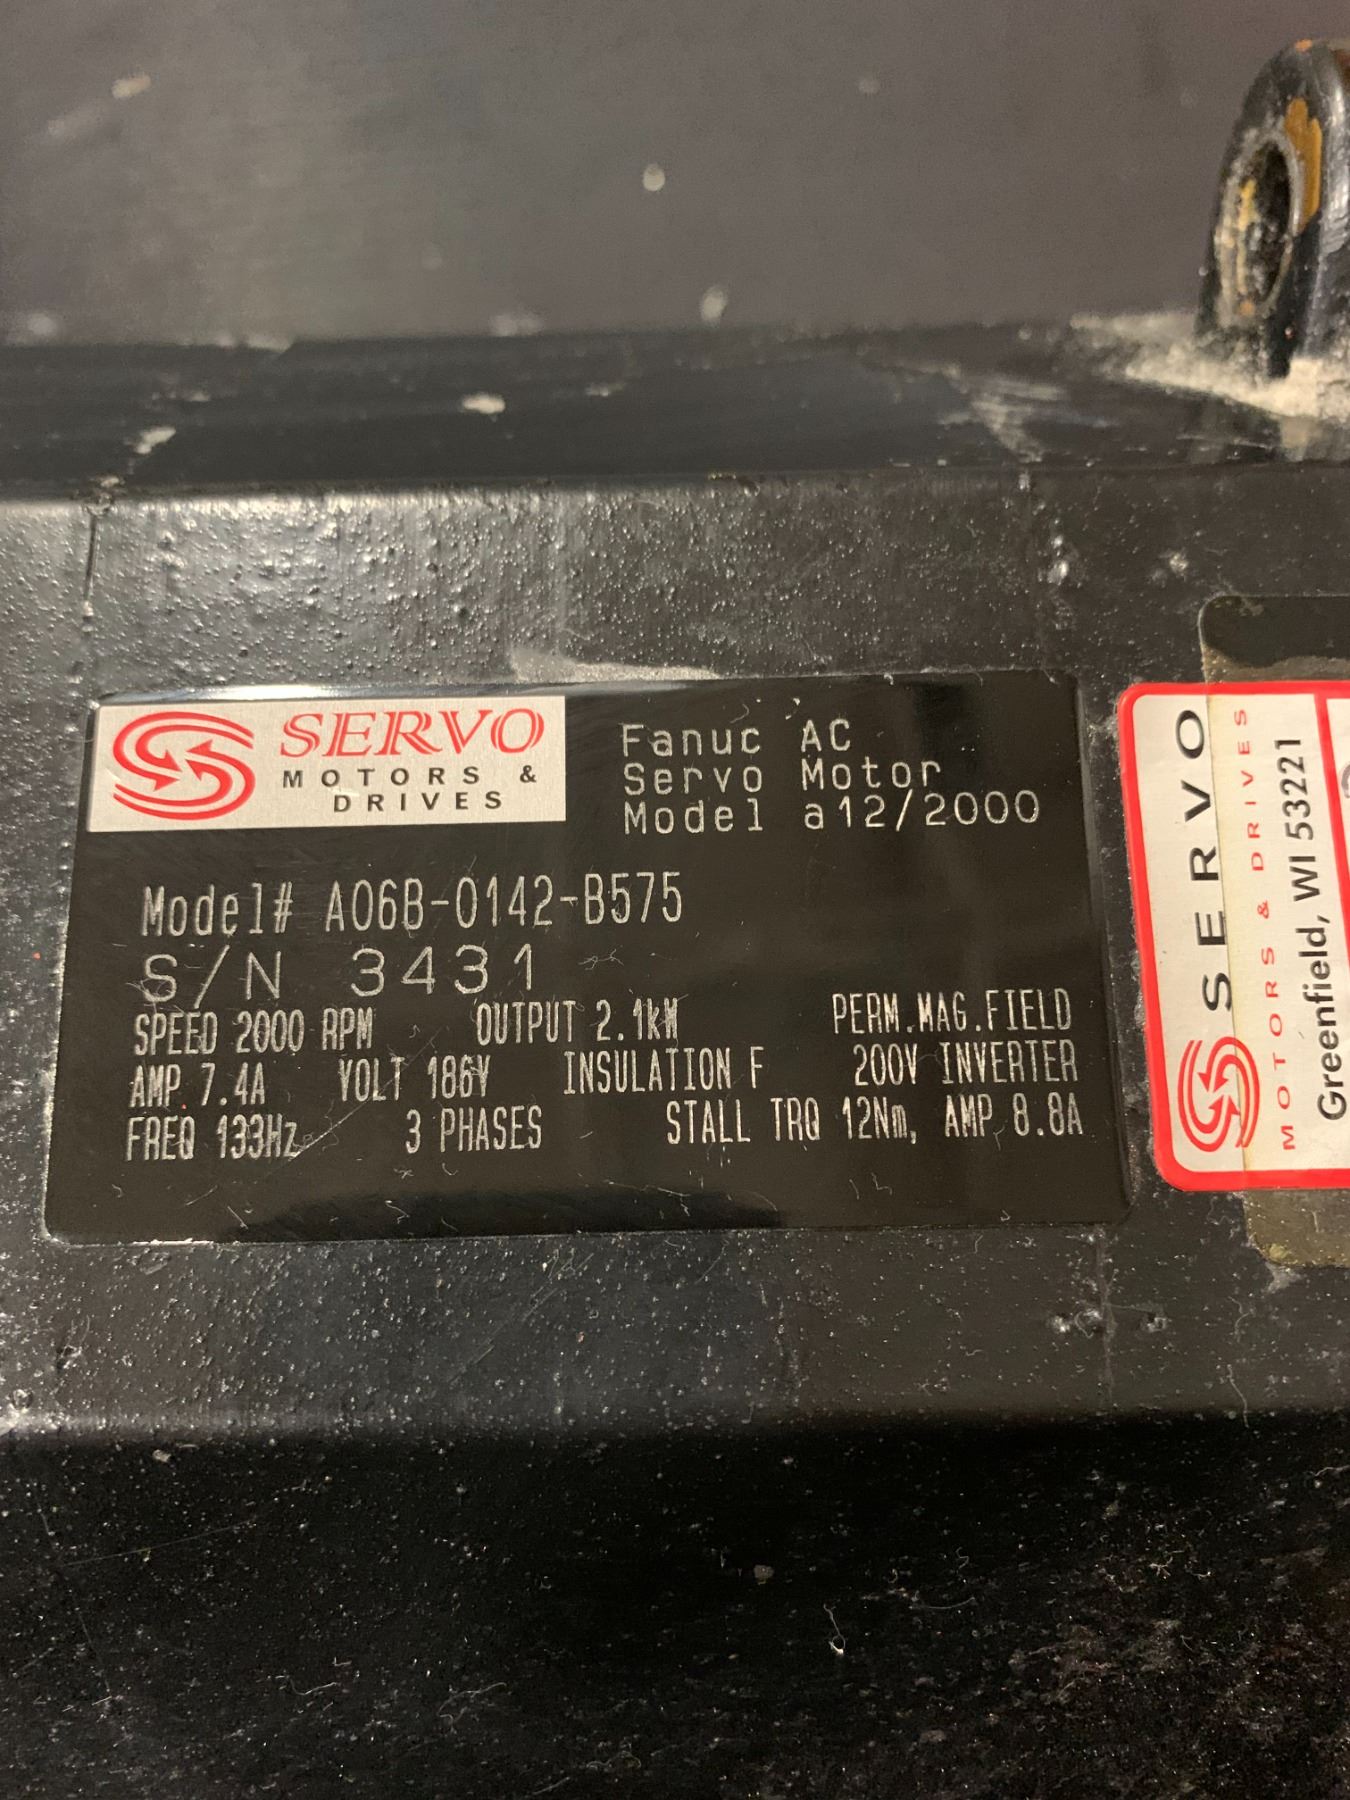 SERVO
MOTORS &
DRIVES
Fanuc AC
Servo Motor
Model a12/2000
Model# A06B-0142-B575
S/N 3431
SPEED 2000 RPM OUTPUT 2.1kW PERM.MAG.FIELD
AMP 7.4A VOLT 186V INSULATION F 200V INVERTER
FREQ 133Hz 3 PHASES STALL TRQ 12Nm, AMP 8.8A
SERVO
MOTORS & DRIVES
Greenfield, WI 53221